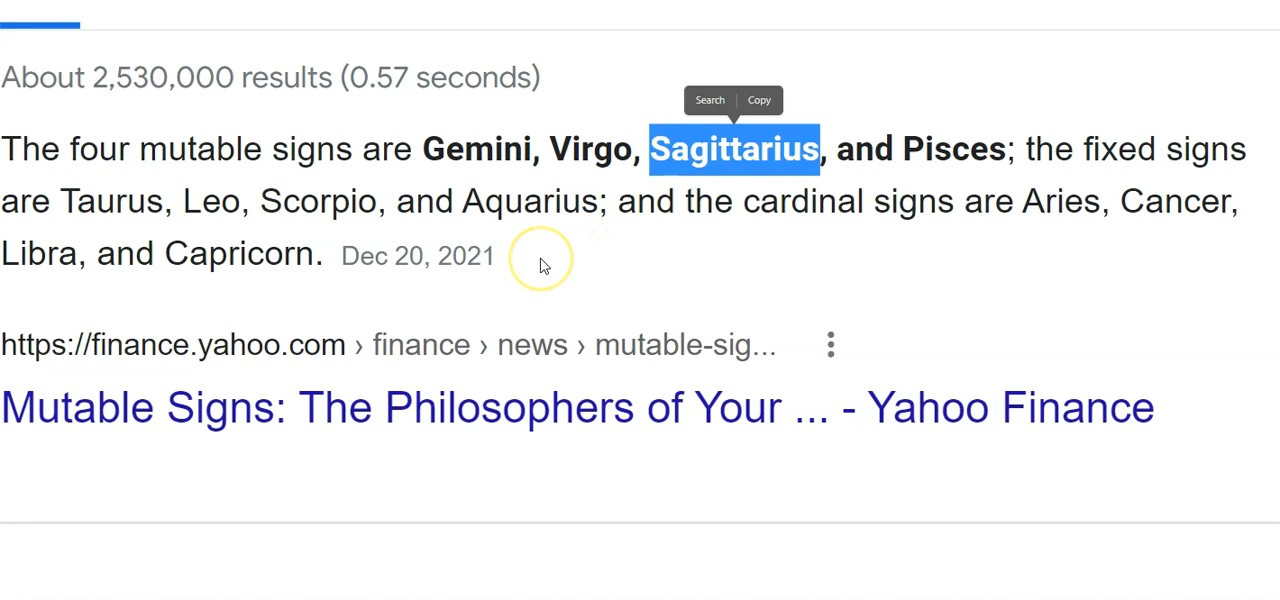 About 2,530,000 results (0.57 seconds)
Search Copy
The four mutable signs are Gemini, Virgo, Sagittarius, and Pisces; the fixed signs
are Taurus, Leo, Scorpio, and Aquarius; and the cardinal signs are Aries, Cancer,
Libra, and Capricorn. Dec 20, 2021
https://finance.yahoo.com › finance › news › mutable-sig...
Mutable Signs: The Philosophers of Your ... - Yahoo Finance